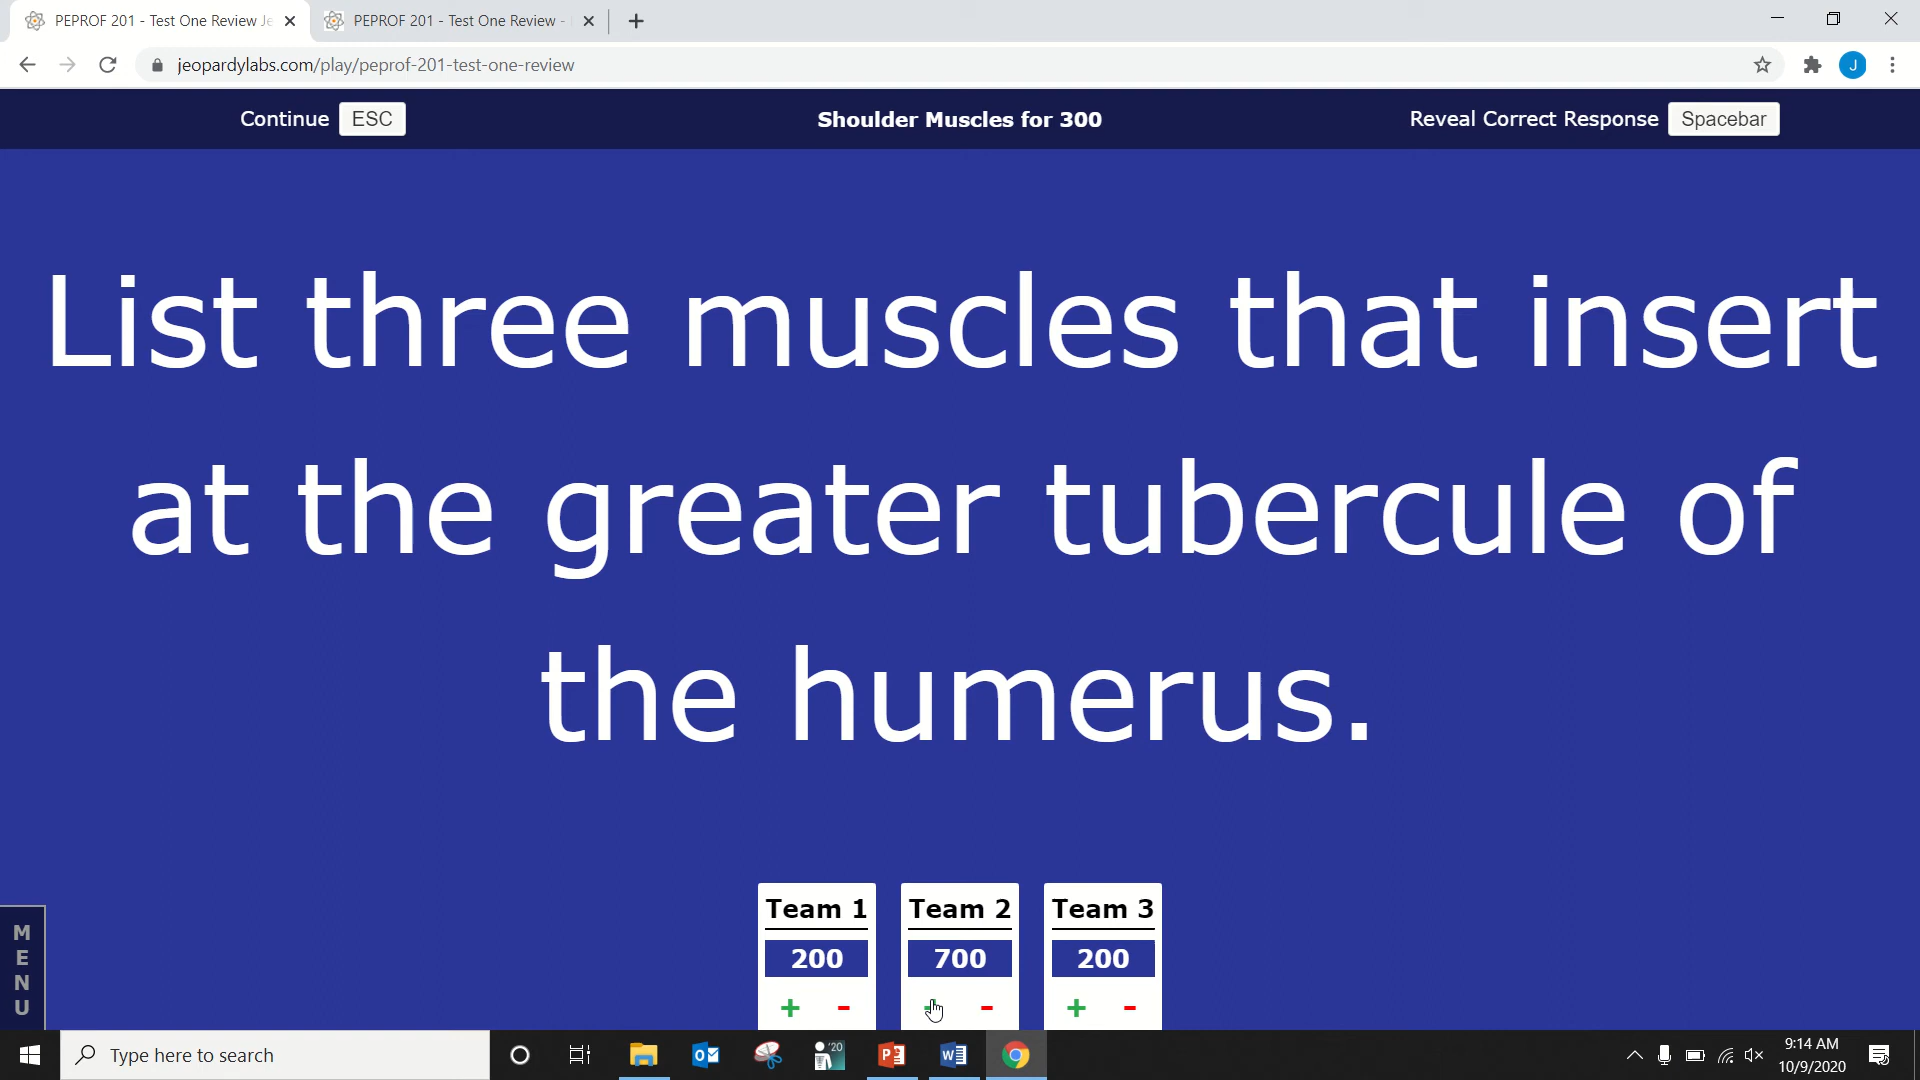 PEPROF 201 - Test One Review Je
PEPROF 201 - Test One Review -
jeopardylabs.com/play/peprof-201-test-one-review
J
Continue ESC
Shoulder Muscles for 300
Reveal Correct Response Spacebar
List three muscles that insert
at the greater tubercule of
the humerus.
MENU
Team 1 Team 2 Team 3
200 700 200
+ - + - + -
Type here to search
'20
9:14 AM
10/9/2020